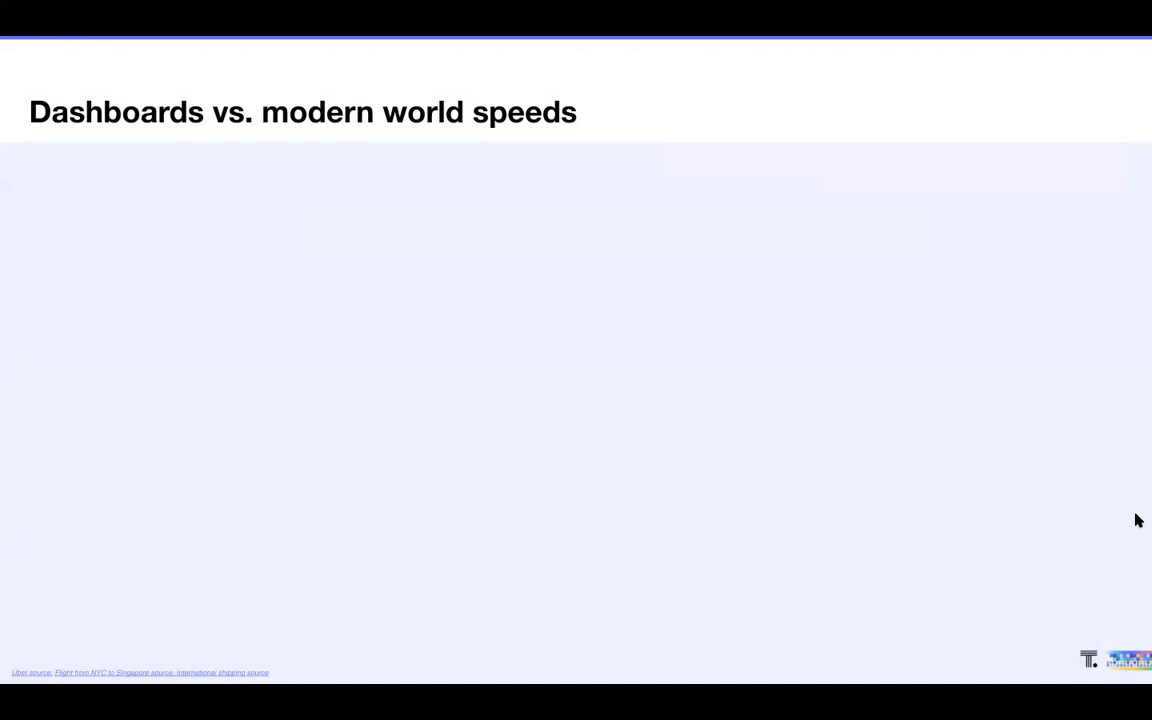 Dashboards vs. modern world speeds
Uber source, Flight from NYC to Singapore source, International shipping source
T.